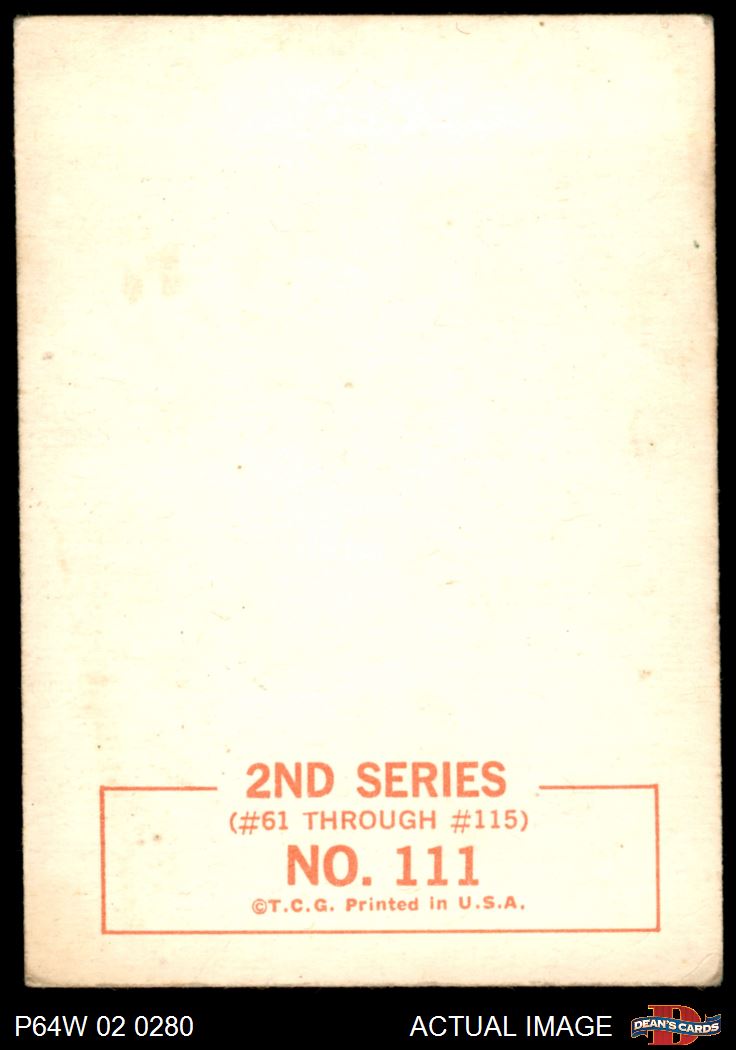 2ND SERIES
(#61 THROUGH #115)
NO. 111
©T.C.G. Printed in U.S.A.
P64W 02 0280
ACTUAL IMAGE
D
DEAN'S CARDS